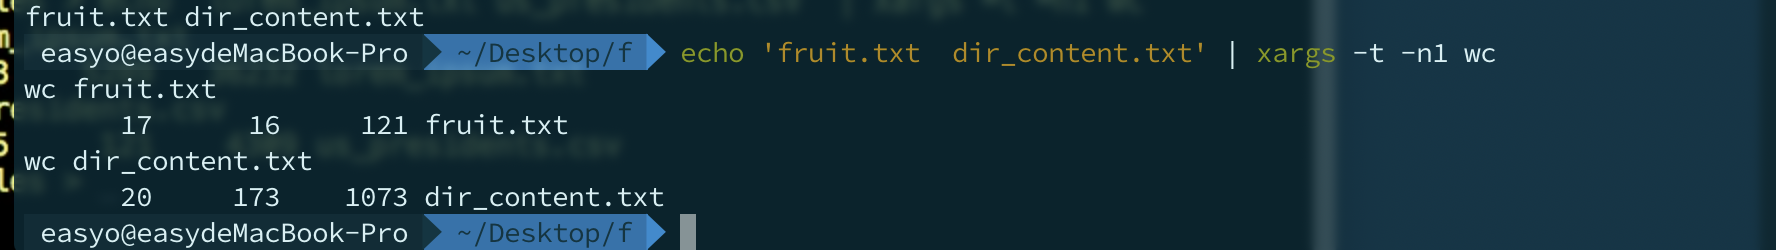 fruit.txt dir_content.txt
easyo@easydeMacBook-Pro ~/Desktop/f echo 'fruit.txt  dir_content.txt' | xargs -t -n1 wc
wc fruit.txt
17 16 121 fruit.txt
wc dir_content.txt
20 173 1073 dir_content.txt
easyo@easydeMacBook-Pro ~/Desktop/f